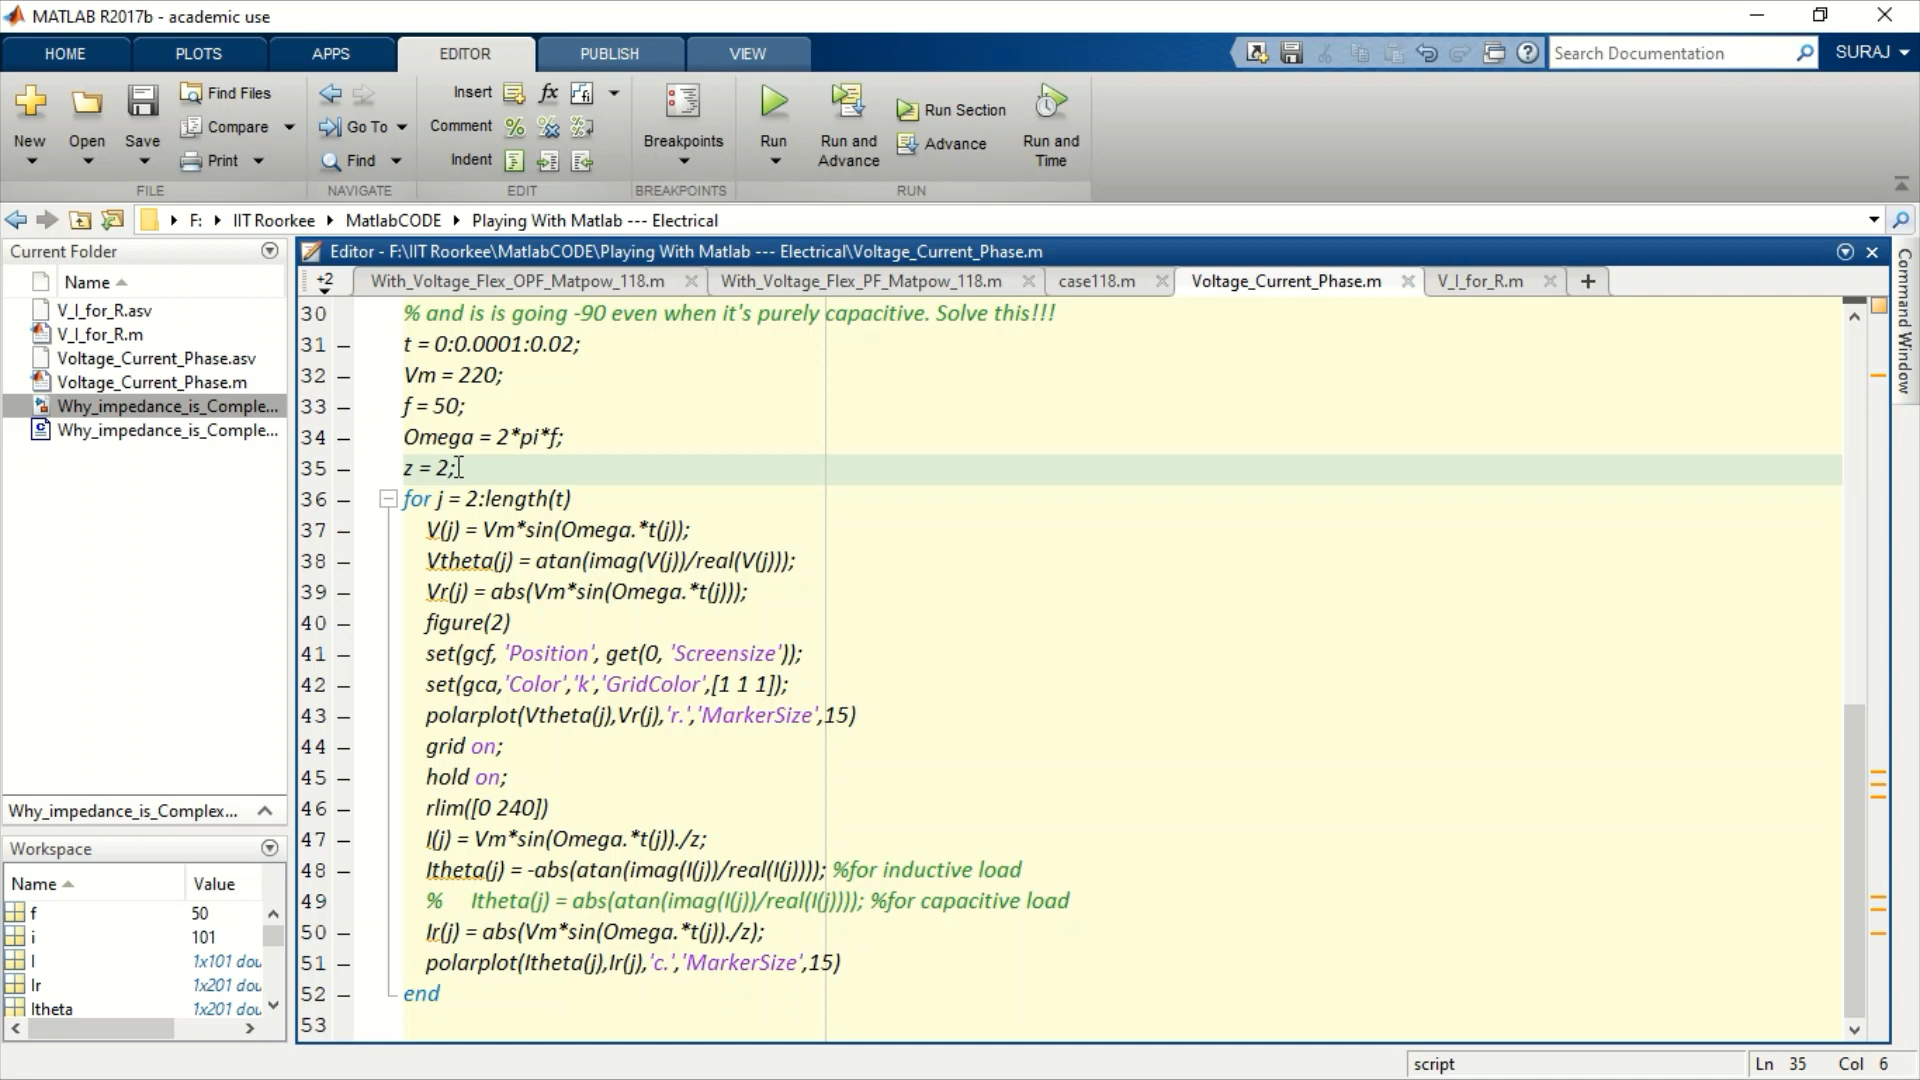 MATLAB R2017b - academic use
HOME PLOTS APPS EDITOR PUBLISH VIEW Search Documentation SURAJ
New Open Save Find Files Compare Print
Go To Find
Insert fx
Comment
Indent
Breakpoints
Run Run and Advance Run Section Advance Run and Time
FILE NAVIGATE EDIT BREAKPOINTS RUN
F: IIT Roorkee MatlabCODE Playing With Matlab --- Electrical
Current Folder
Name
V_I_for_R.asv
V_I_for_R.m
Voltage_Current_Phase.asv
Voltage_Current_Phase.m
Why_impedance_is_Comple...
Why_impedance_is_Comple...
Why_impedance_is_Complex...
Workspace
Name Value
f 50
i 101
I 1x101 dou
Ir 1x201 dou
Itheta 1x201 dou
Editor - F:\IIT Roorkee\MatlabCODE\Playing With Matlab --- Electrical\Voltage_Current_Phase.m
+2 With_Voltage_Flex_OPF_Matpow_118.m With_Voltage_Flex_PF_Matpow_118.m case118.m Voltage_Current_Phase.m V_I_for_R.m
30 % and is is going -90 even when it's purely capacitive. Solve this!!!
31 – t = 0:0.0001:0.02;
32 – Vm = 220;
33 – f = 50;
34 – Omega = 2*pi*f;
35 – z = 2;
36 – for j = 2:length(t)
37 – V(j) = Vm*sin(Omega.*t(j));
38 – Vtheta(j) = atan(imag(V(j))/real(V(j)));
39 – Vr(j) = abs(Vm*sin(Omega.*t(j)));
40 – figure(2)
41 – set(gcf, 'Position', get(0, 'Screensize'));
42 – set(gca,'Color','k','GridColor',[1 1 1]);
43 – polarplot(Vtheta(j),Vr(j),'r.','MarkerSize',15)
44 – grid on;
45 – hold on;
46 – rlim([0 240])
47 – I(j) = Vm*sin(Omega.*t(j))./z;
48 – Itheta(j) = -abs(atan(imag(I(j))/real(I(j)))); %for inductive load
49 – % Itheta(j) = abs(atan(imag(I(j))/real(I(j)))); %for capacitive load
50 – Ir(j) = abs(Vm*sin(Omega.*t(j))./z);
51 – polarplot(Itheta(j),Ir(j),'c.','MarkerSize',15)
52 – end
53
Command Window
script Ln 35 Col 6